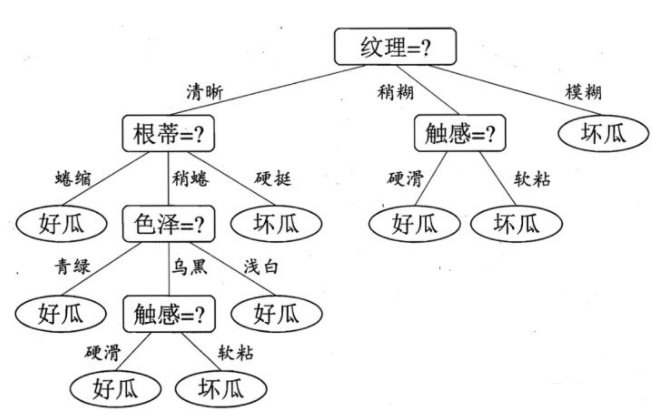 纹理=?
清晰
稍糊
模糊
根蒂=?
触感=?
坏瓜
蜷缩
稍蜷
硬挺
硬滑
软粘
好瓜
色泽=?
坏瓜
好瓜
坏瓜
青绿
乌黑
浅白
好瓜
触感=?
好瓜
硬滑
软粘
好瓜
坏瓜